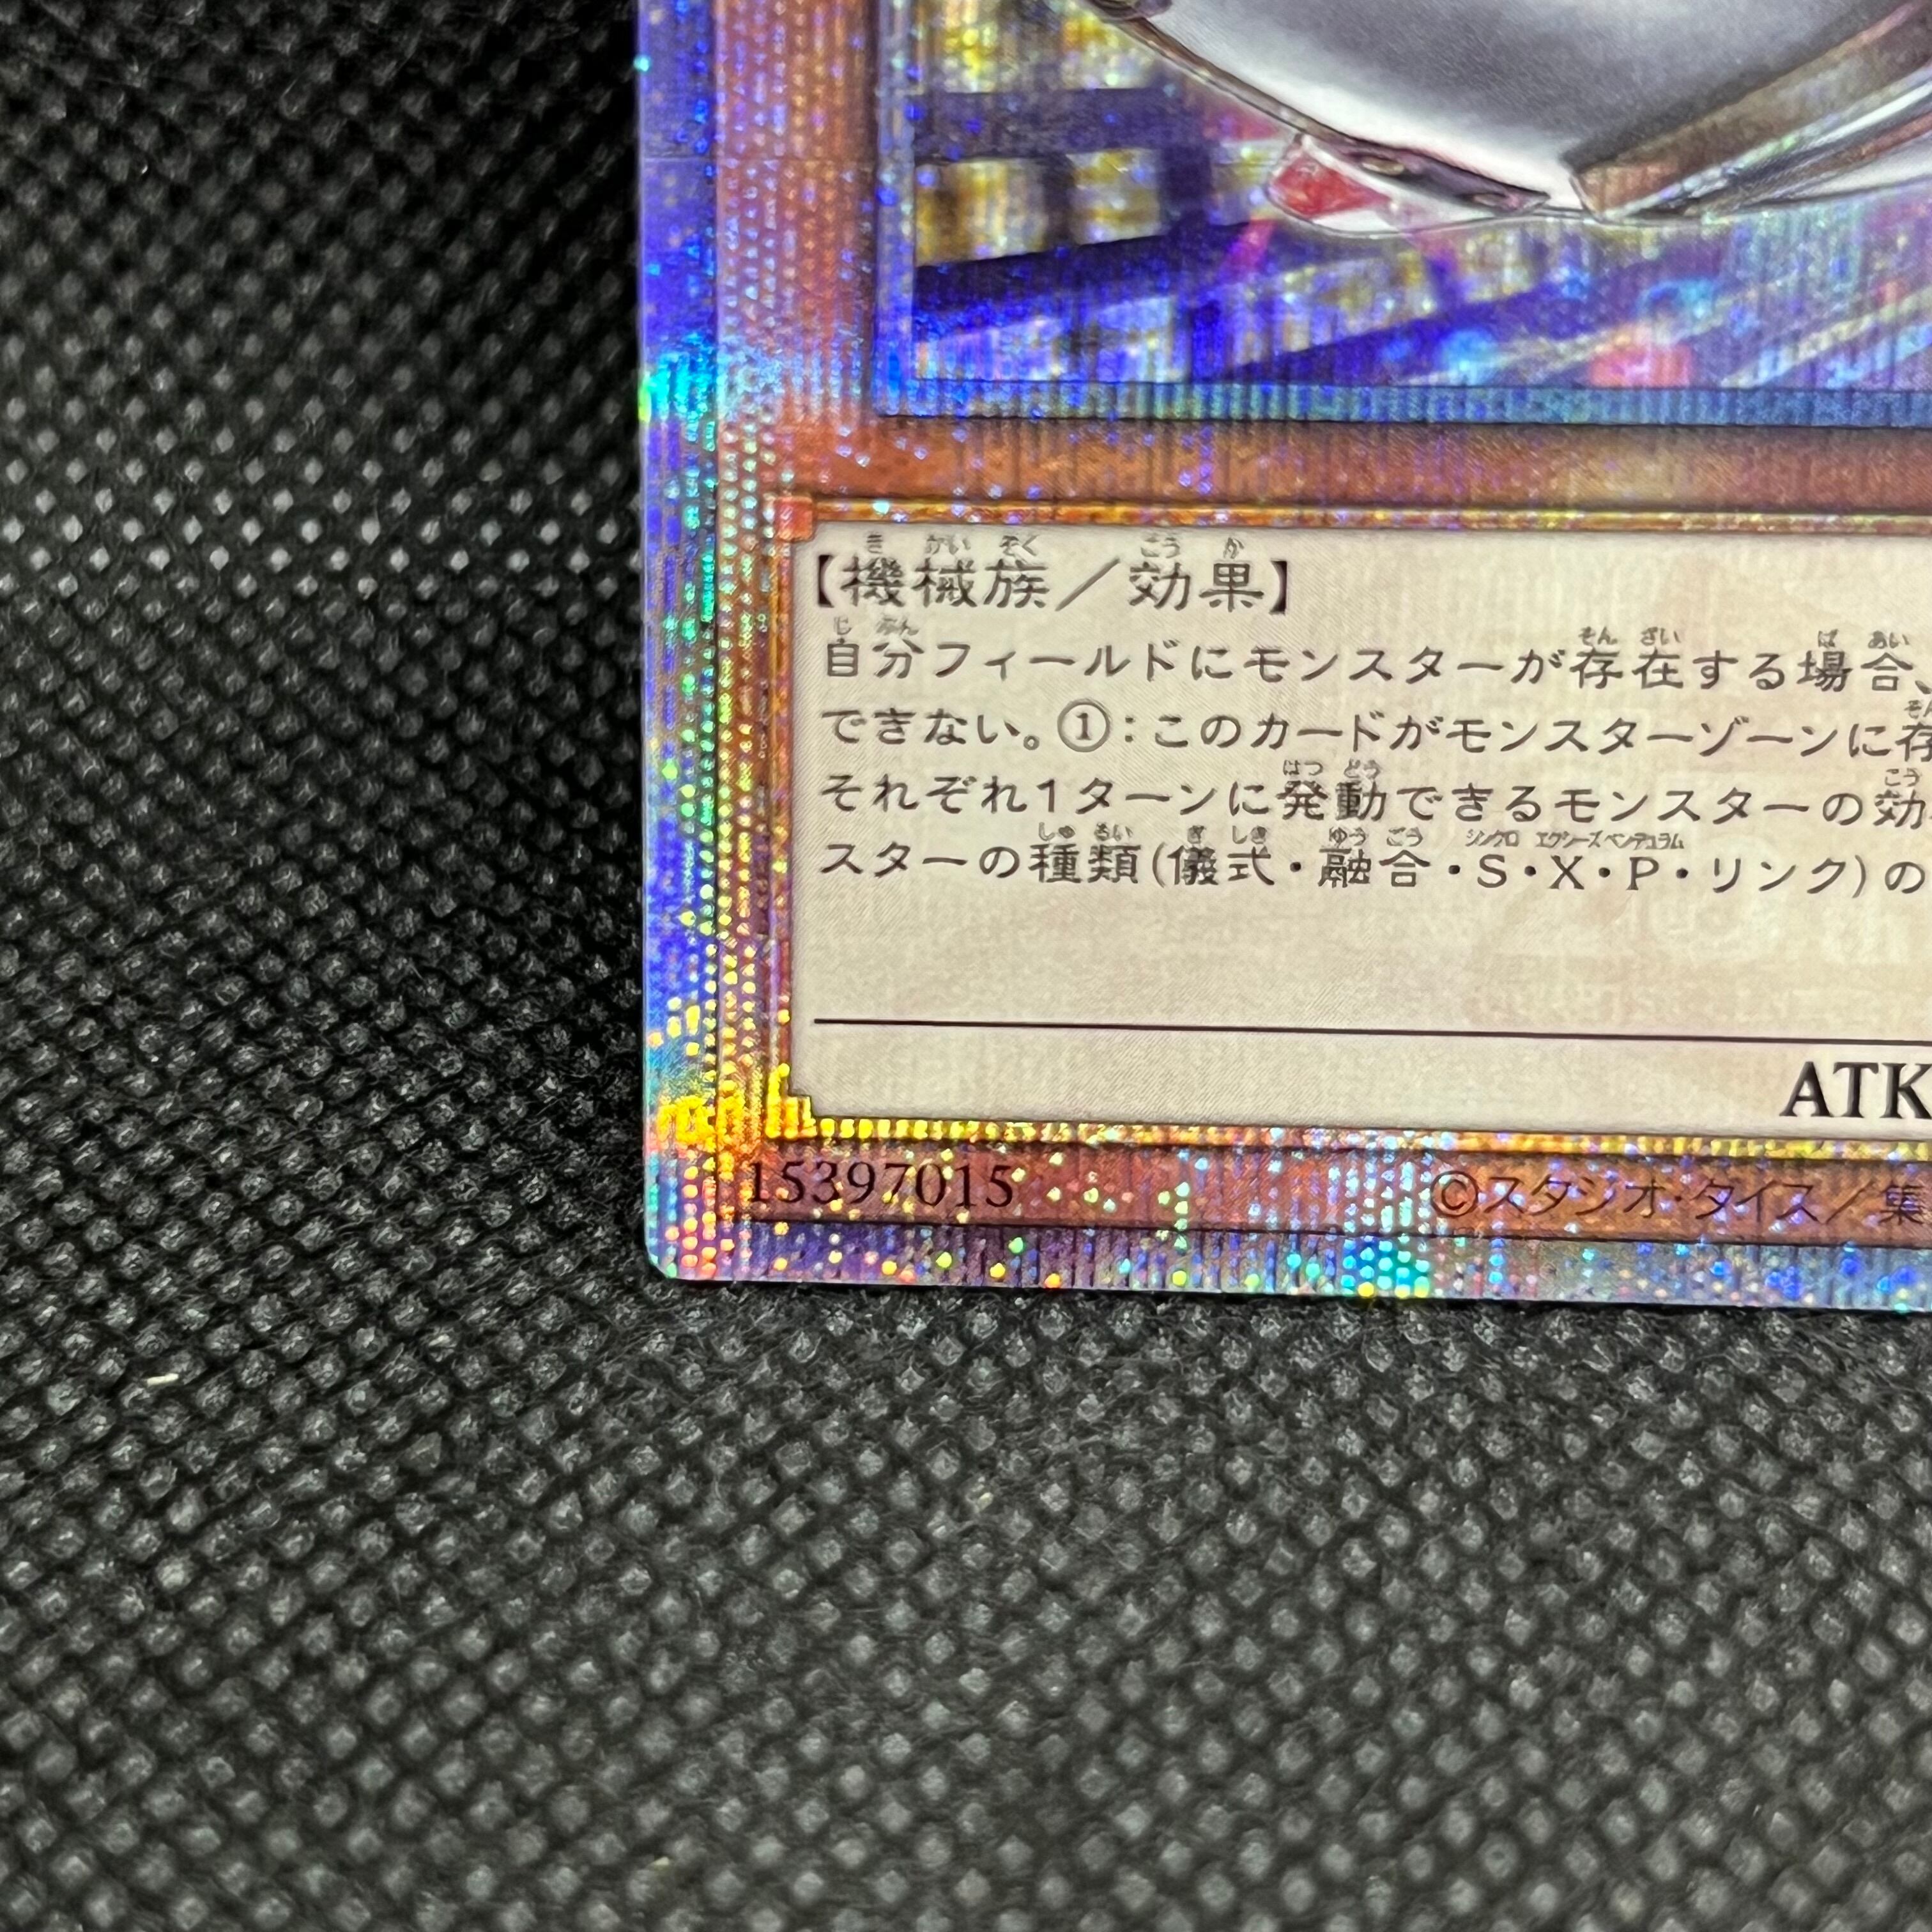 【機械族／効果】
自分フィールドにモンスターが存在する場合、
できない。①：このカードがモンスターゾーンに存
それぞれ1ターンに発動できるモンスターの効
スターの種類(儀式・融合・S・X・P・リンク)の
ATK
15397015
©スタジオ・ダイス／集